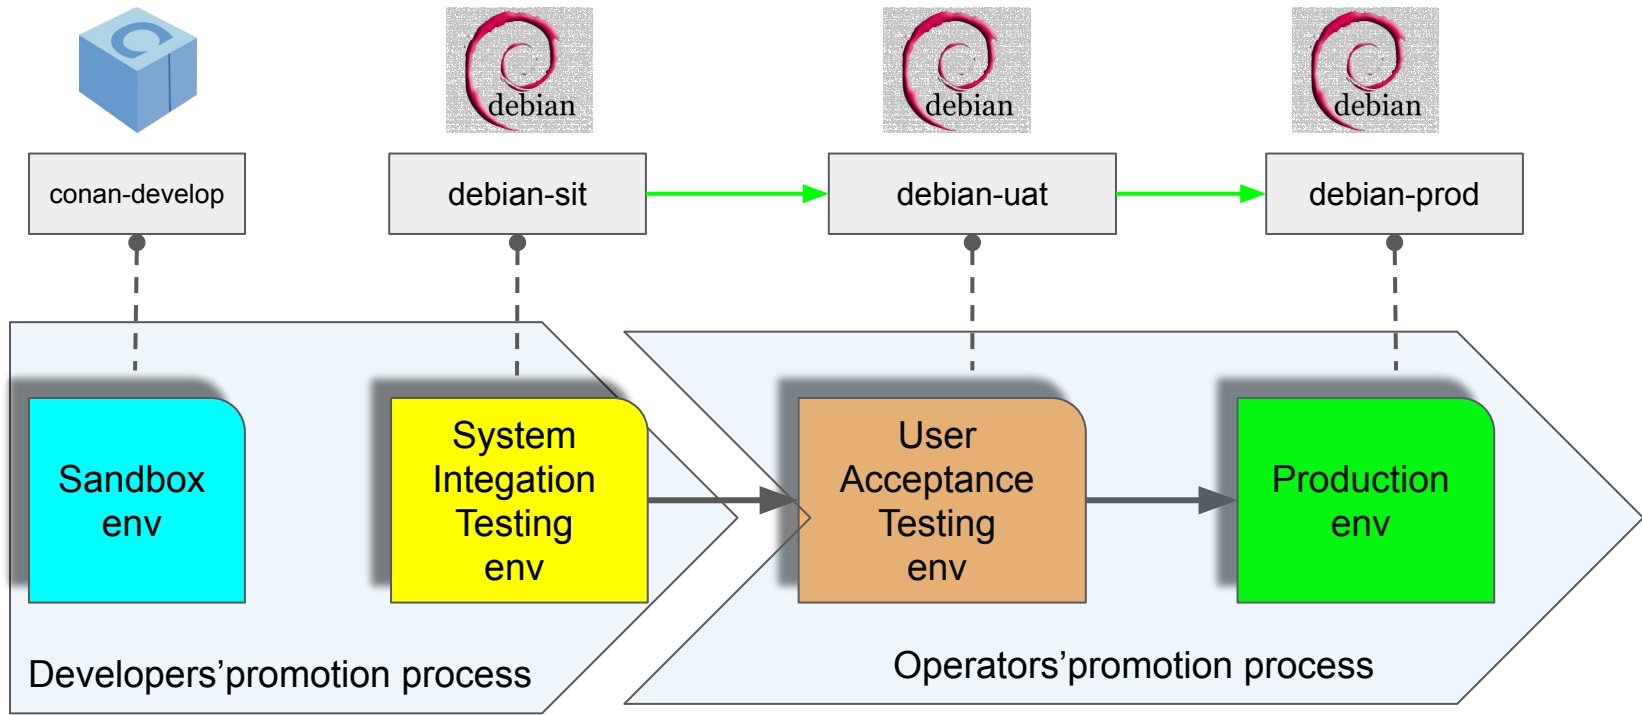 debian
debian
debian
conan-develop
debian-sit
debian-uat
debian-prod
Sandbox
env
System
Integation
Testing
env
User
Acceptance
Testing
env
Production
env
Developers’promotion process
Operators’promotion process